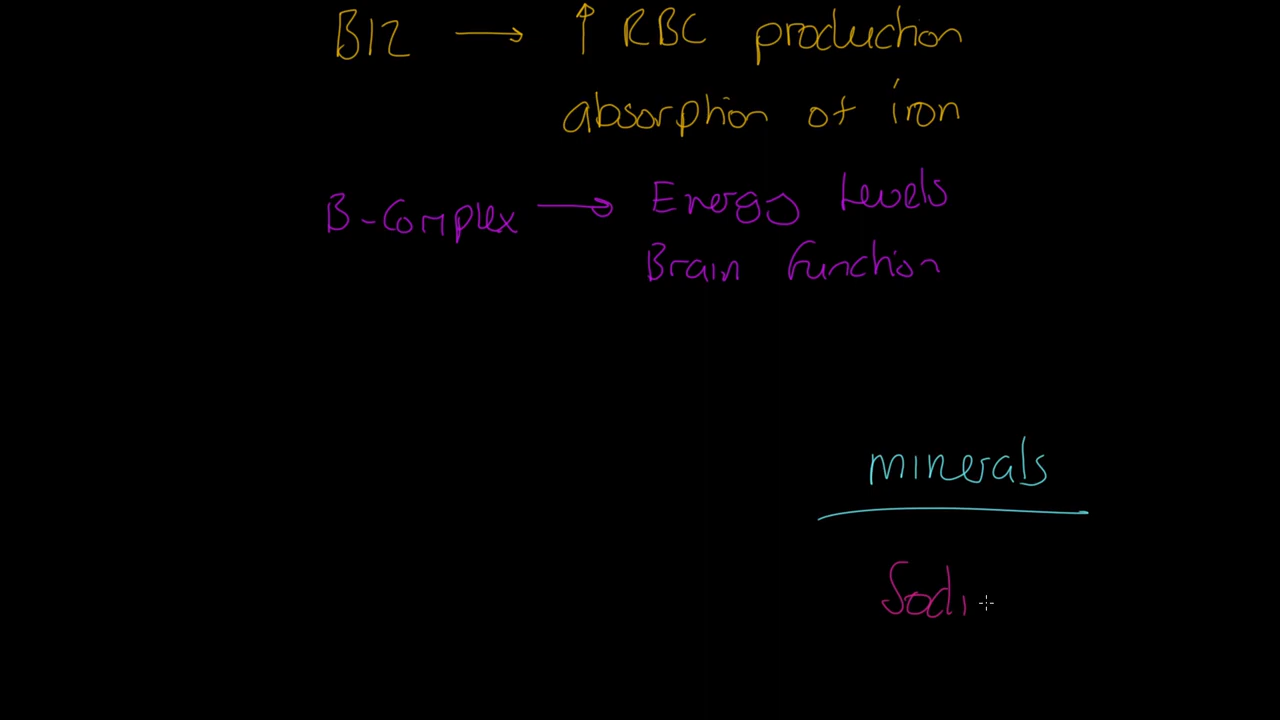 B12 → ↑ RBC production
absorption of iron
B-Complex → Energy Levels
Brain function
minerals
Sodi